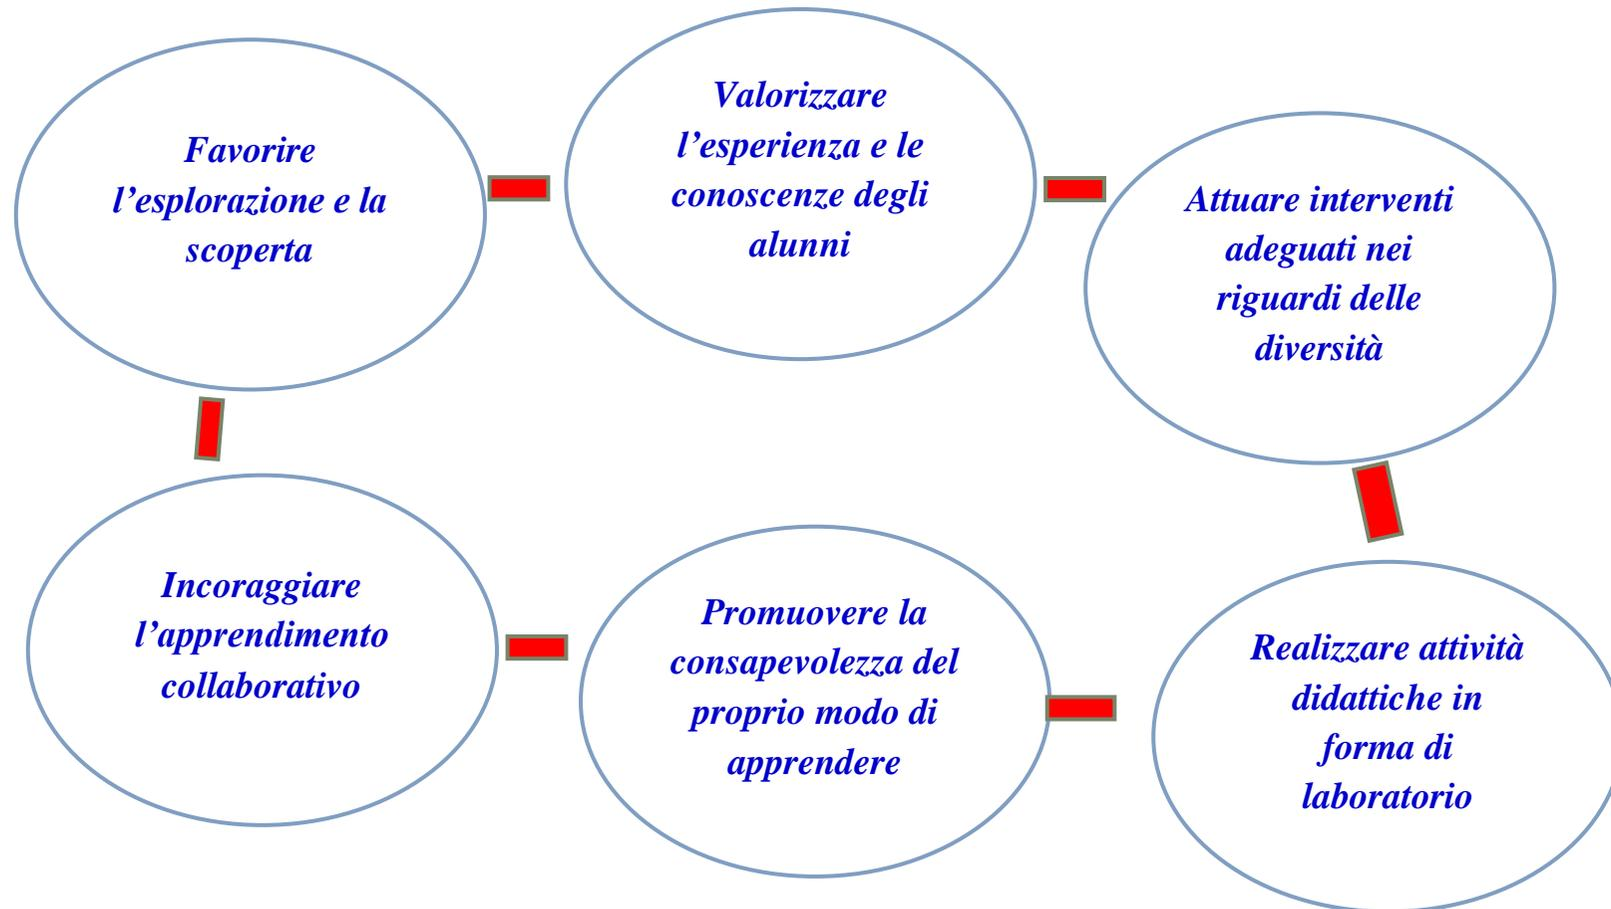 Favorire
l’esplorazione e la
scoperta
Valorizzare
l’esperienza e le
conoscenze degli
alunni
Attuare interventi
adeguati nei
riguardi delle
diversità
Incoraggiare
l’apprendimento
collaborativo
Promuovere la
consapevolezza del
proprio modo di
apprendere
Realizzare attività
didattiche in
forma di
laboratorio